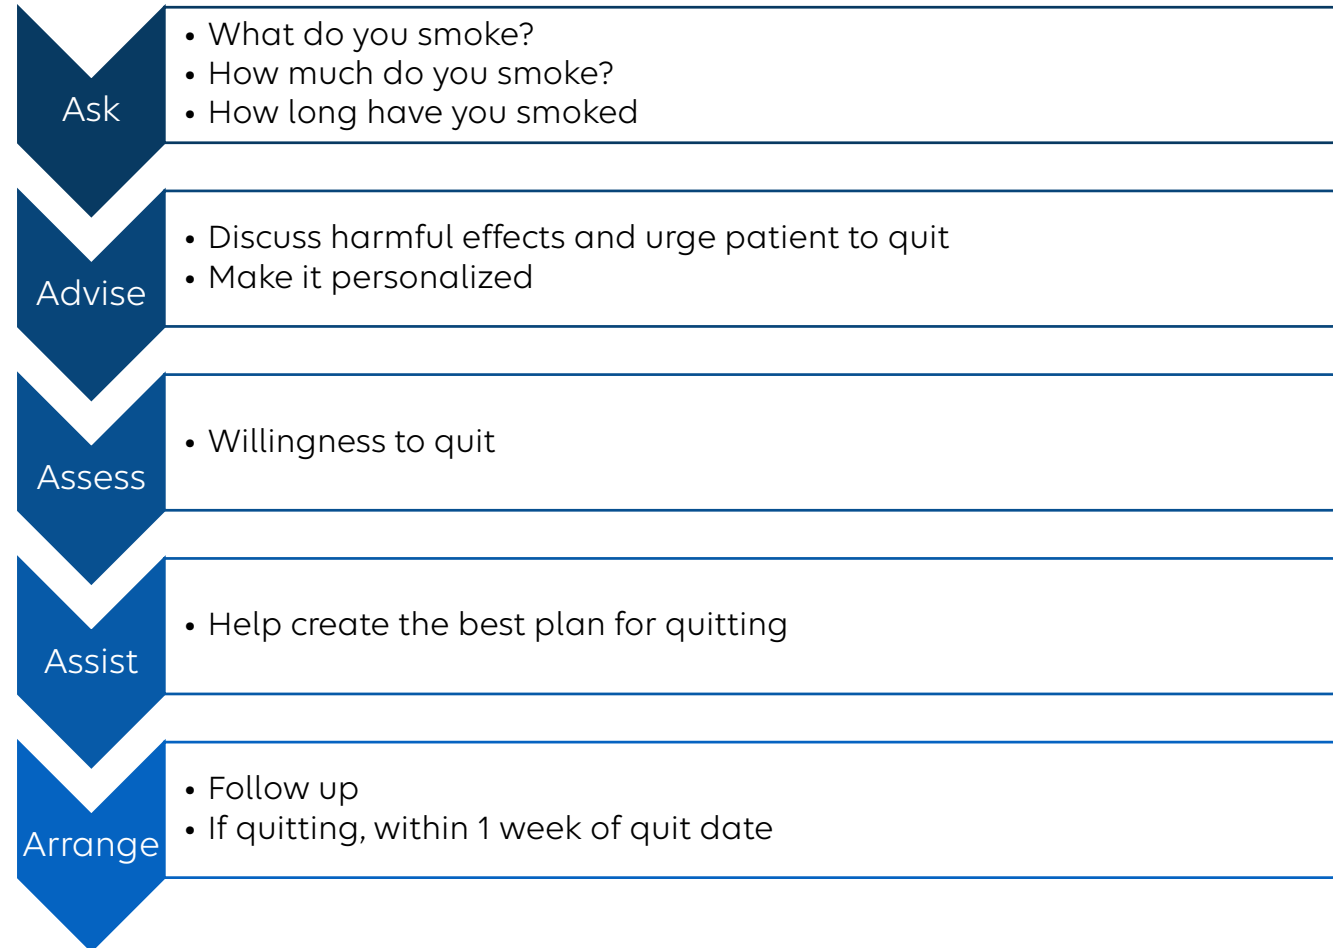 Ask
• What do you smoke?
• How much do you smoke?
• How long have you smoked
Advise
• Discuss harmful effects and urge patient to quit
• Make it personalized
Assess
• Willingness to quit
Assist
• Help create the best plan for quitting
Arrange
• Follow up
• If quitting, within 1 week of quit date